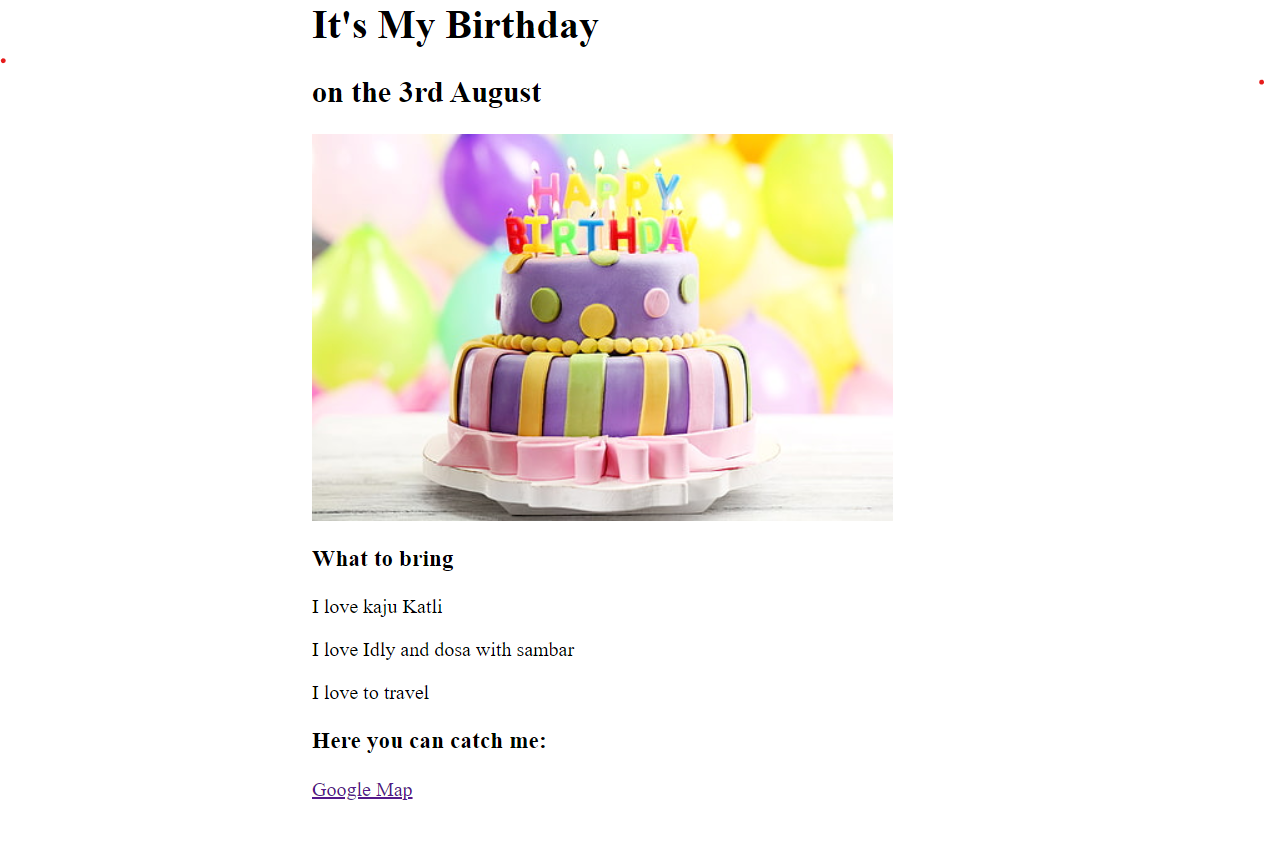 It's My Birthday
on the 3rd August
HAPPY
BIRTHDAY
What to bring
I love kaju Katli
I love Idly and dosa with sambar
I love to travel
Here you can catch me:
Google Map